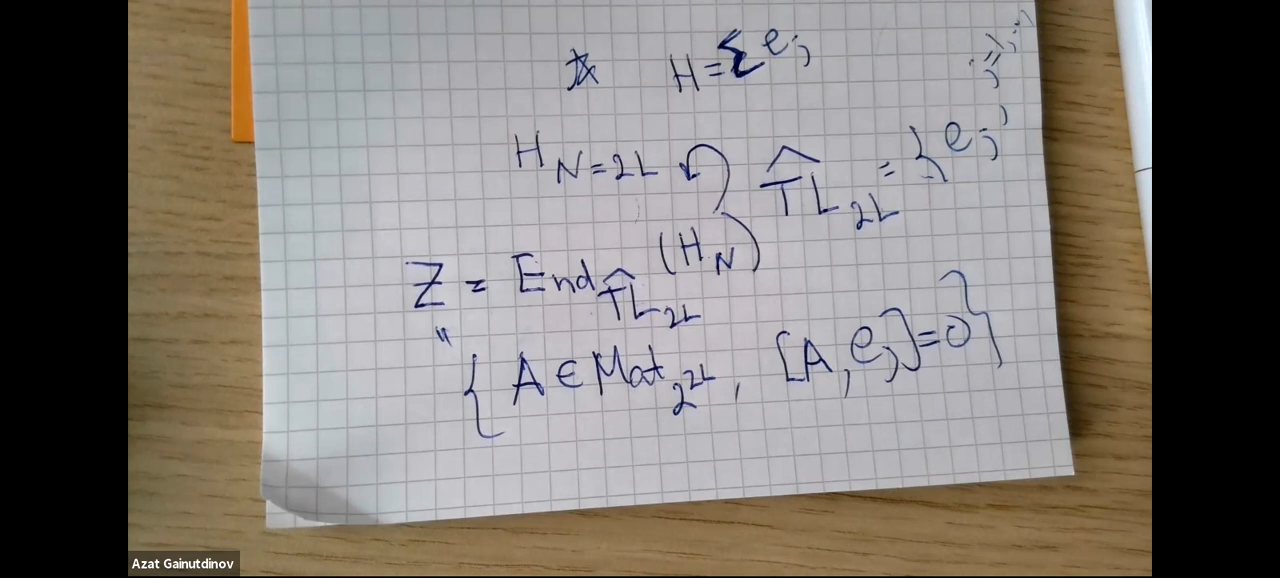 H = Σ e_j
H_{N=2L} ↶ \widehat{TL}_{2L} = {e_j}
Z = End_{\widehat{TL}_{2L}} (H_N)
"
{ A ∈ Mat_{2^{2L}}, [A, e_j] = 0 }
Azat Gainutdinov